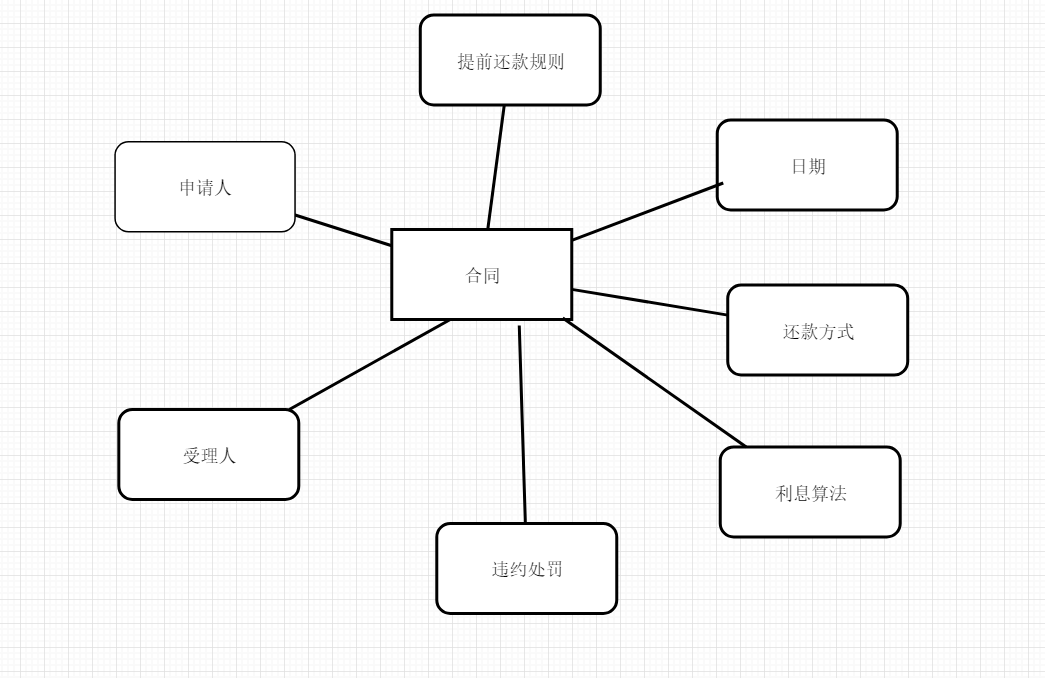 提前还款规则
日期
申请人
合同
还款方式
受理人
利息算法
违约处罚